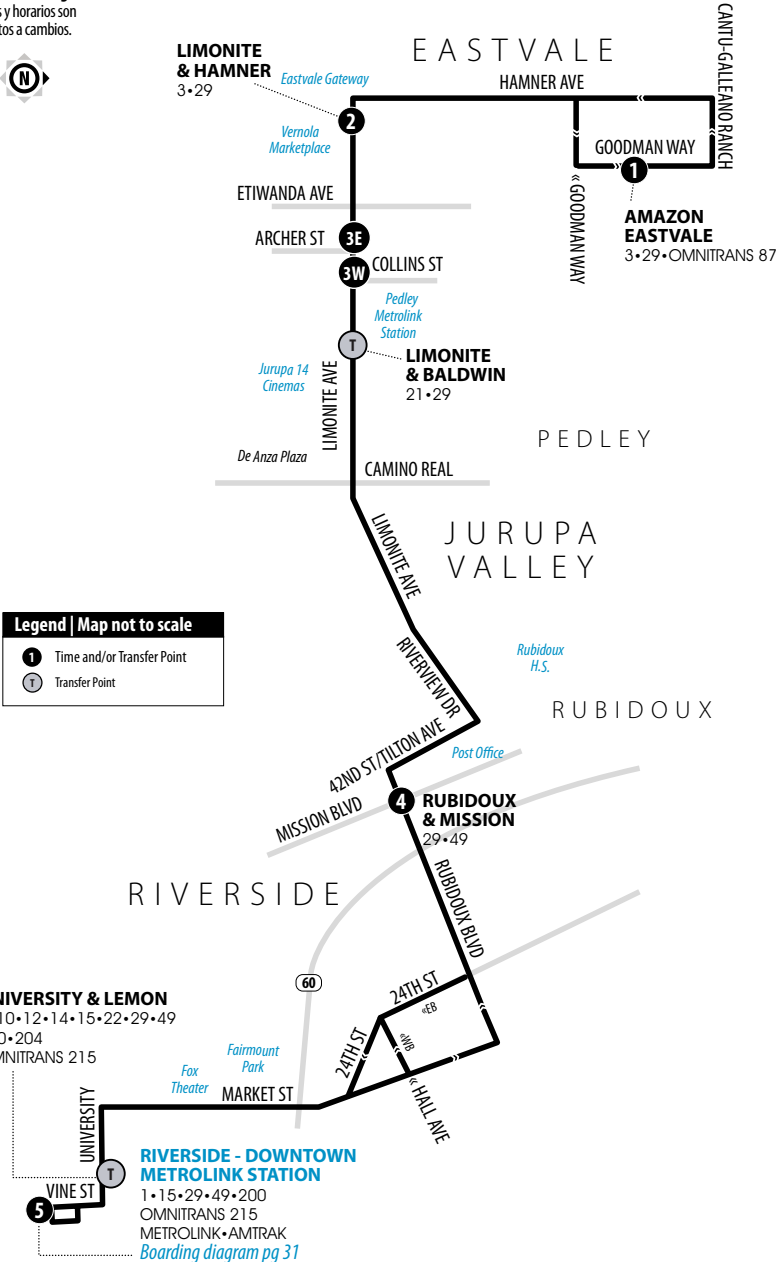 s y horarios son
tos a cambios.
N
EASTVALE
LIMONITE
& HAMNER
3•29
Eastvale Gateway
HAMNER AVE
CANTU-GALLEANO RANCH
2
Vernola
Marketplace
GOODMAN WAY
1
«GOODMAN WAY
AMAZON
EASTVALE
3•29•OMNITRANS 87
ETIWANDA AVE
ARCHER ST
3E
3W
COLLINS ST
Pedley
Metrolink
Station
T
LIMONITE
& BALDWIN
21•29
Jurupa 14
Cinemas
LIMONITE AVE
PEDLEY
De Anza Plaza
CAMINO REAL
LIMONITE AVE
JURUPA
VALLEY
Legend | Map not to scale
1 Time and/or Transfer Point
T Transfer Point
RIVERVIEW DR
Rubidoux
H.S.
RUBIDOUX
42ND ST/TILTON AVE
Post Office
MISSION BLVD
4
RUBIDOUX
& MISSION
29•49
RUBIDOUX BLVD
RIVERSIDE
60
24TH ST
«EB
24TH ST
«WB
« HALL AVE
NIVERSITY & LEMON
10•12•14•15•22•29•49
0•204
MNITRANS 215
Fox
Theater
Fairmount
Park
MARKET ST
UNIVERSITY
T
VINE ST
5
RIVERSIDE - DOWNTOWN
METROLINK STATION
1•15•29•49•200
OMNITRANS 215
METROLINK•AMTRAK
Boarding diagram pg 31